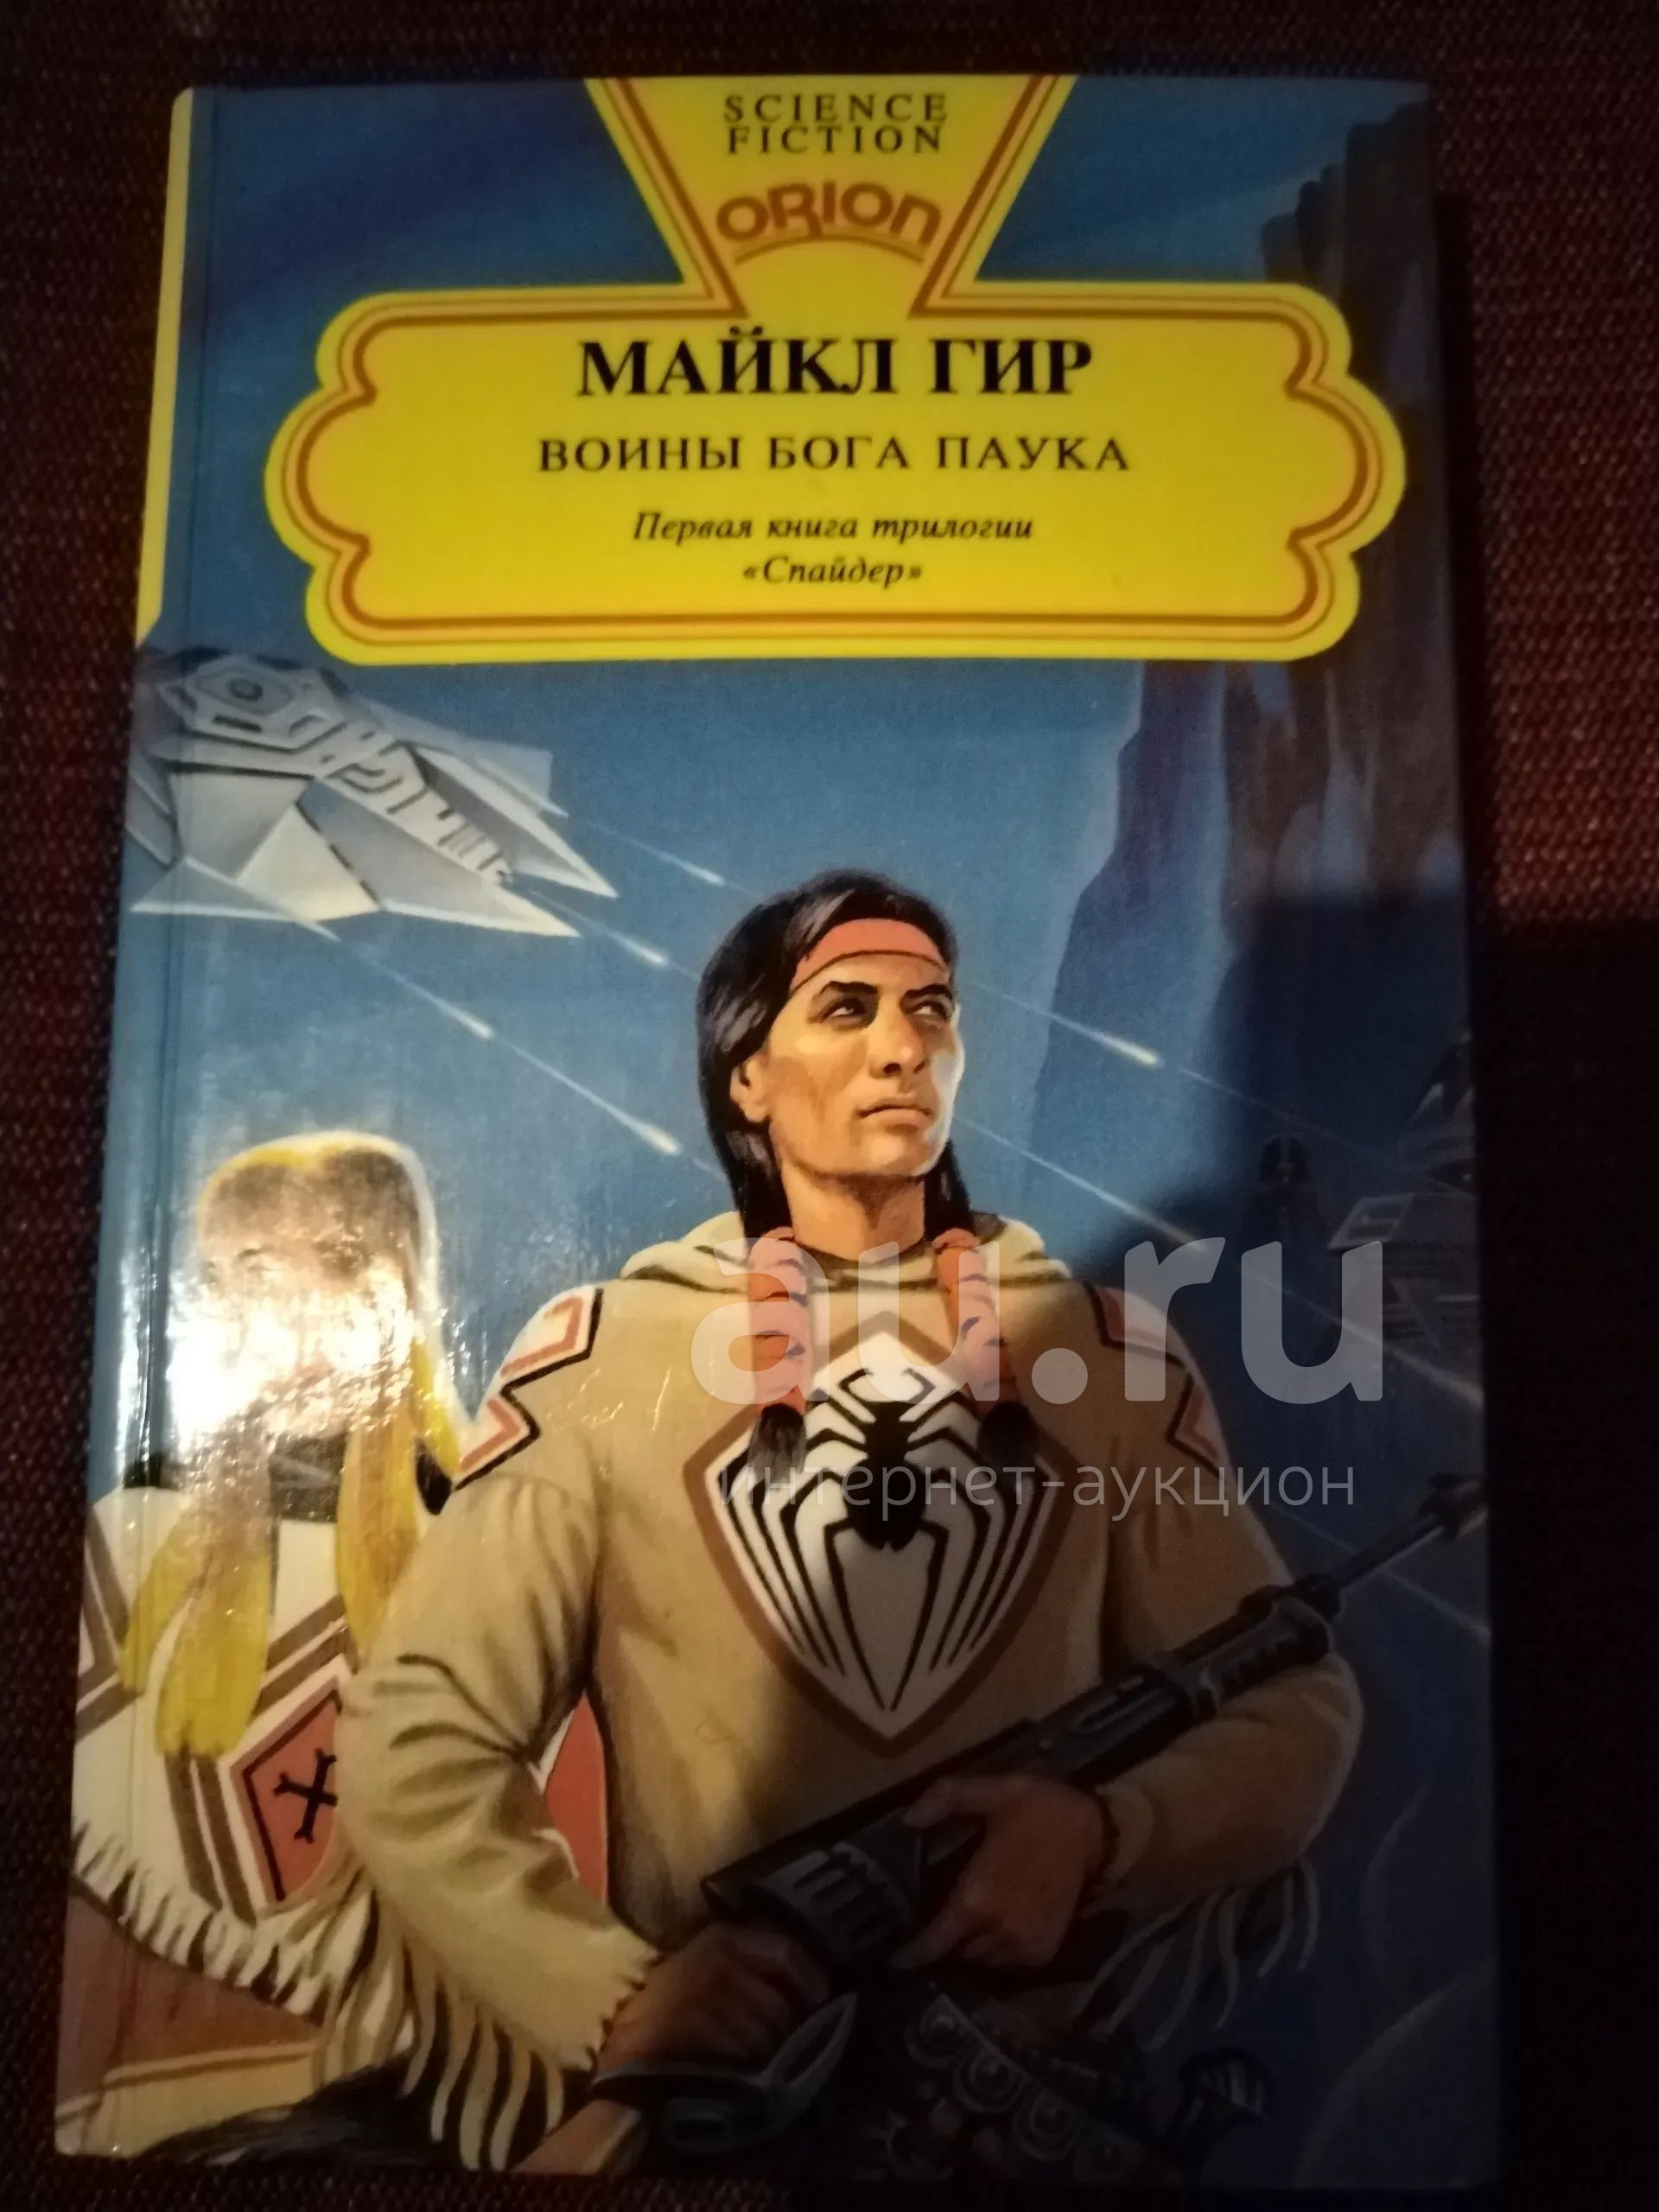 SCIENCE
FICTION
ORION
МАЙКЛ ГИР
ВОИНЫ БОГА ПАУКА
Первая книга трилогии
«Спайдер»
au.ru
интернет-аукцион